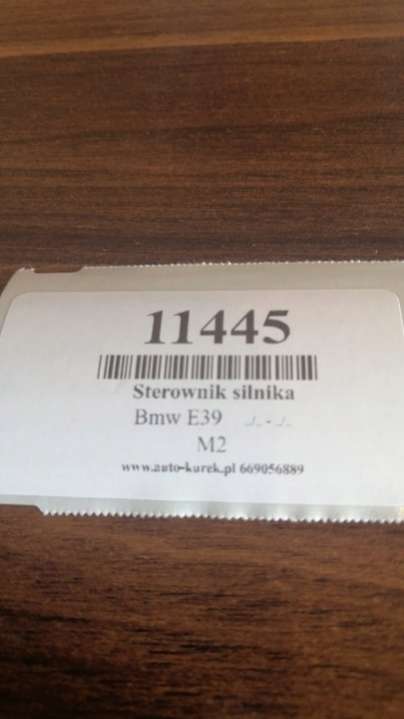 11445
Sterownik silnika
Bmw E39 ./. - ./.
M2
www.auto-kurek.pl 669056889